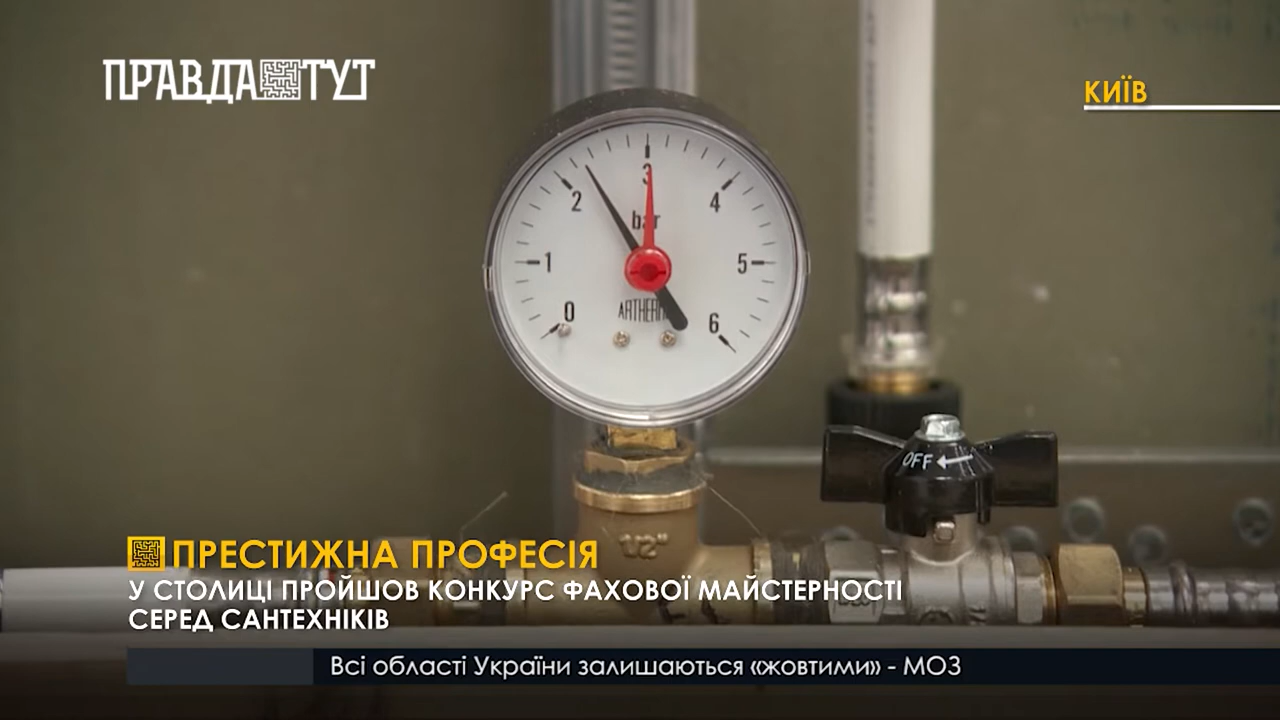 ПРАВДА ТУТ
КИЇВ
3
2
4
bar
1
5
0
6
OFF
1/2"
ПРЕСТИЖНА ПРОФЕСІЯ
У СТОЛИЦІ ПРОЙШОВ КОНКУРС ФАХОВОЇ МАЙСТЕРНОСТІ
СЕРЕД САНТЕХНІКІВ
Всі області України залишаються «жовтими» - МОЗ